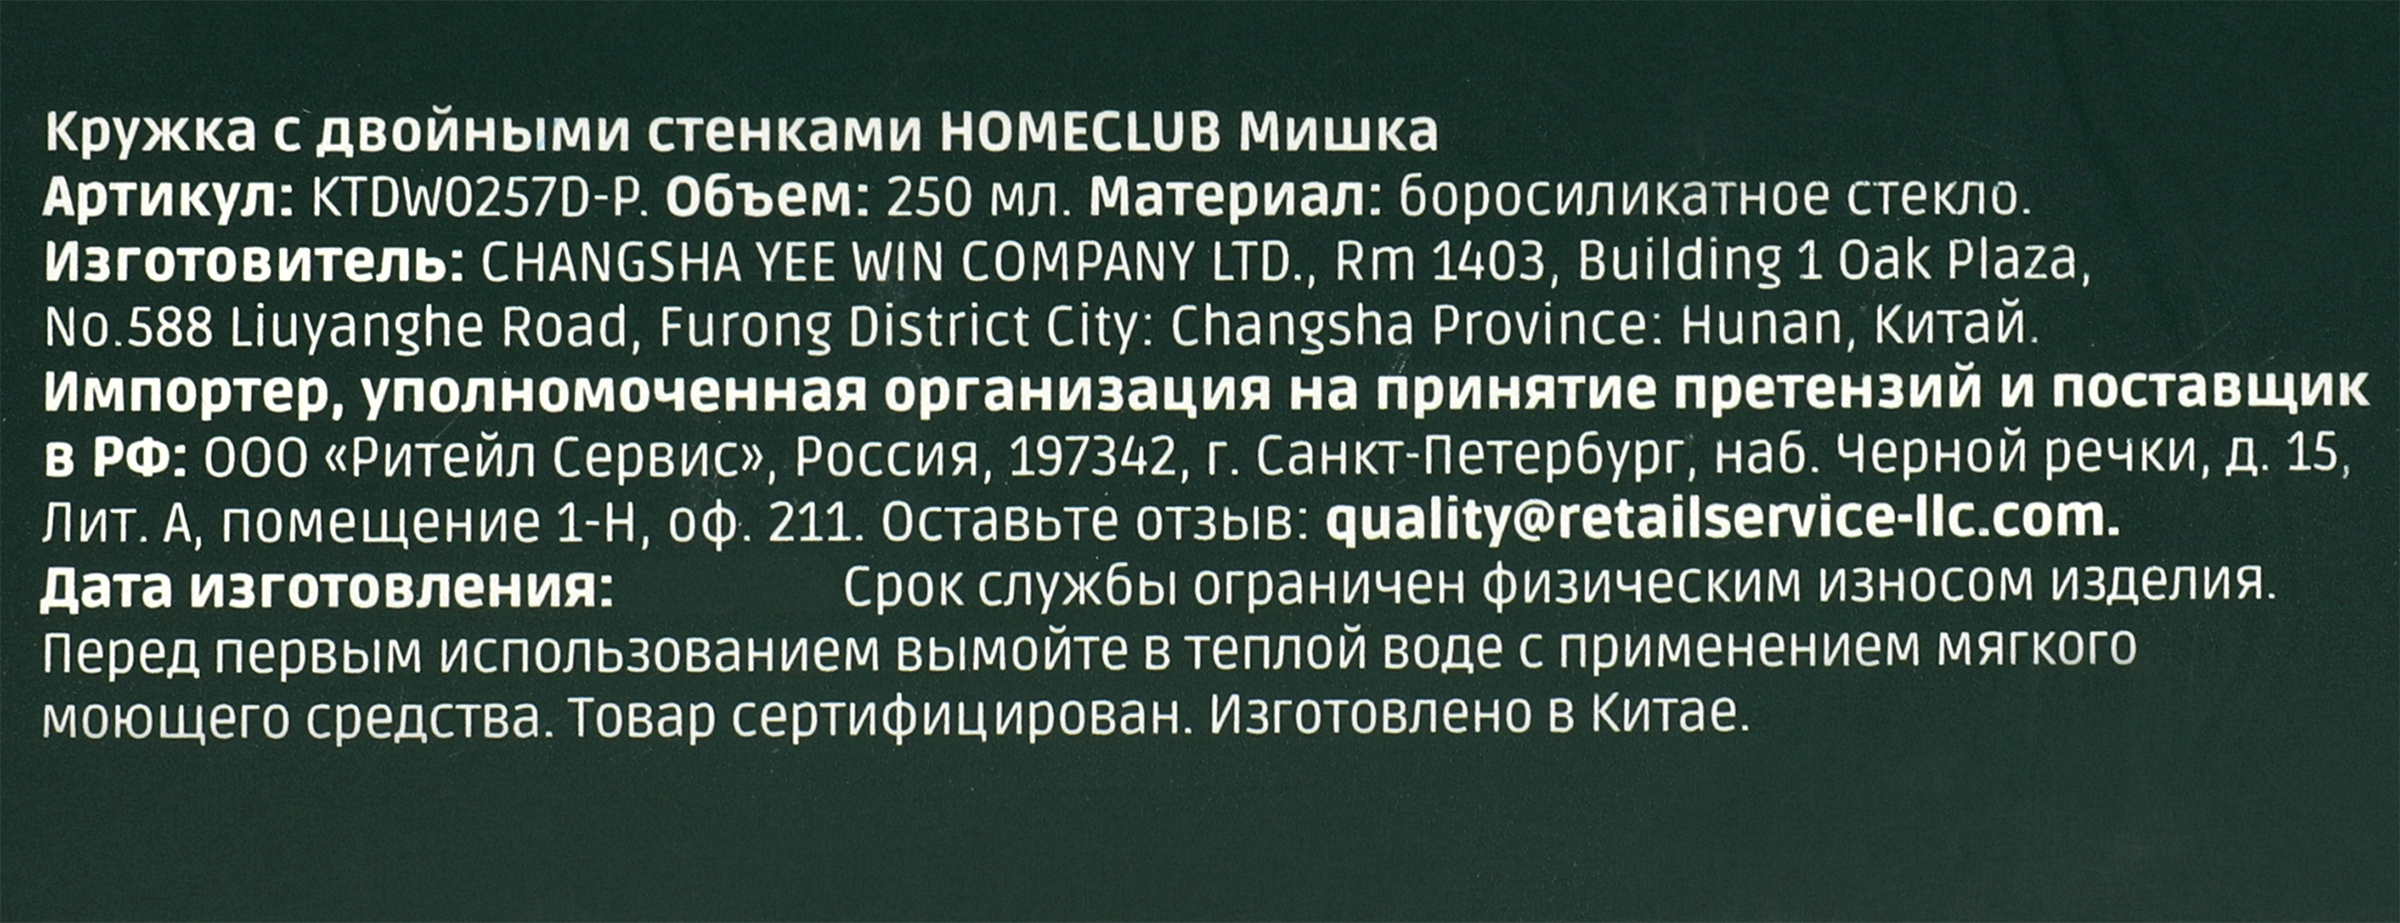 Кружка с двойными стенками HOMECLUB Мишка
Артикул: KTDW0257D-P. Объем: 250 мл. Материал: боросиликатное стекло.
Изготовитель: CHANGSHA YEE WIN COMPANY LTD., Rm 1403, Building 1 Oak Plaza,
No.588 Liuyanghe Road, Furong District City: Changsha Province: Hunan, Китай.
Импортер, уполномоченная организация на принятие претензий и поставщик
в РФ: ООО «Ритейл Сервис», Россия, 197342, г. Санкт-Петербург, наб. Черной речки, д. 15,
Лит. А, помещение 1-Н, оф. 211. Оставьте отзыв: quality@retailservice-llc.com.
Дата изготовления: Срок службы ограничен физическим износом изделия.
Перед первым использованием вымойте в теплой воде с применением мягкого
моющего средства. Товар сертифицирован. Изготовлено в Китае.